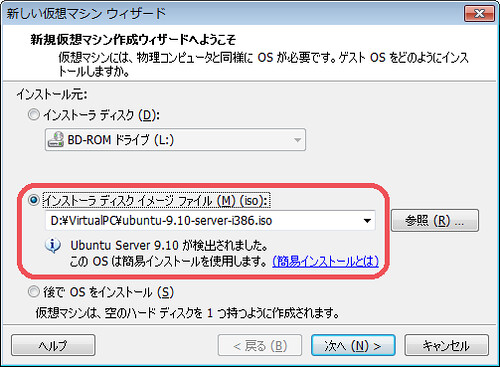 新しい仮想マシン ウィザード
新規仮想マシン作成ウィザードへようこそ
仮想マシンには、物理コンピュータと同様に OS が必要です。ゲスト OS をどのようにインス
トールしますか。
インストール元:
インストーラ ディスク (D):
BD-ROM ドライブ (L:)
インストーラ ディスク イメージ ファイル (M) (iso):
D:¥VirtualPC¥ubuntu-9.10-server-i386.iso
参照 (R) ...
Ubuntu Server 9.10 が検出されました。
この OS は簡易インストールを使用します。(簡易インストールとは)
後で OS をインストール (S)
仮想マシンは、空のハード ディスクを 1 つ持つように作成されます。
ヘルプ
< 戻る (B)
次へ (N) >
キャンセル